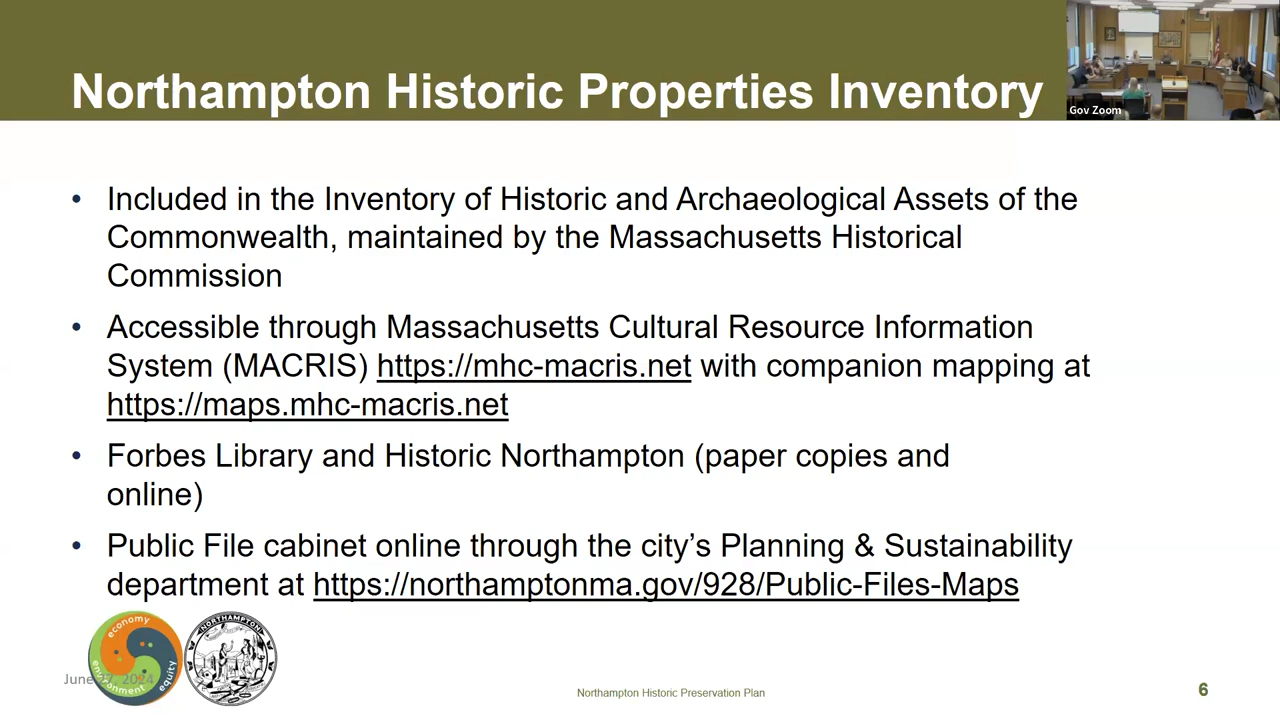 Northampton Historic Properties Inventory
Gov Zoom
• Included in the Inventory of Historic and Archaeological Assets of the
Commonwealth, maintained by the Massachusetts Historical
Commission
• Accessible through Massachusetts Cultural Resource Information
System (MACRIS) https://mhc-macris.net with companion mapping at
https://maps.mhc-macris.net
• Forbes Library and Historic Northampton (paper copies and
online)
• Public File cabinet online through the city’s Planning & Sustainability
department at https://northamptonma.gov/928/Public-Files-Maps
economy
environment
equity
NORTHAMPTON
June 27, 2024
Northampton Historic Preservation Plan
6